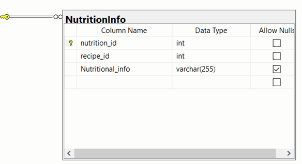 NutritionInfo
Column Name Data Type Allow Nulls
nutrition_id int
recipe_id int
Nutritional_info varchar(255)